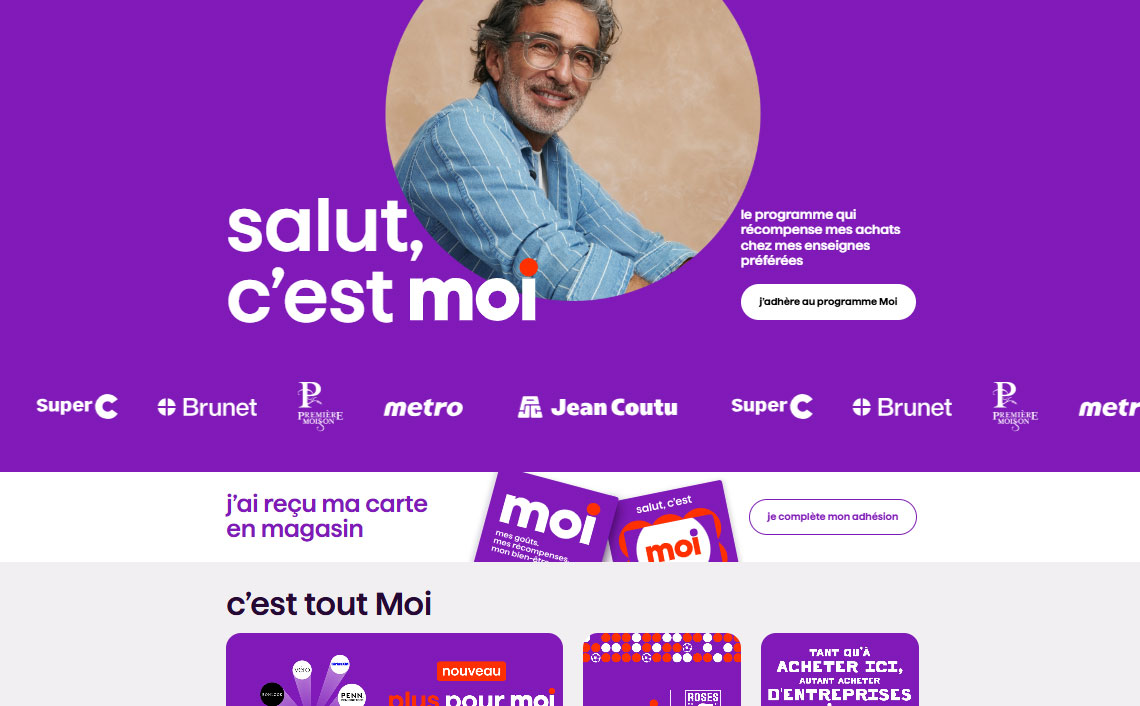 salut,
c'est moi
le programme qui
récompense mes achats
chez mes enseignes
préférées
j'adhère au programme Moi
Super C
Brunet
PREMIÈRE
MOISSON
metro
Jean Coutu
Super C
Brunet
PREMIÈRE
MOISSON
metr
j'ai reçu ma carte
en magasin
moi
mes goûts.
mes récompenses.
mon bien-être.
salut, c'est
moi
je complète mon adhésion
c'est tout Moi
nouveau
plus pour moi
PENN
ROSES
TANT QU'À
ACHETER ICI,
AUTANT ACHETER
D'ENTREPRISES